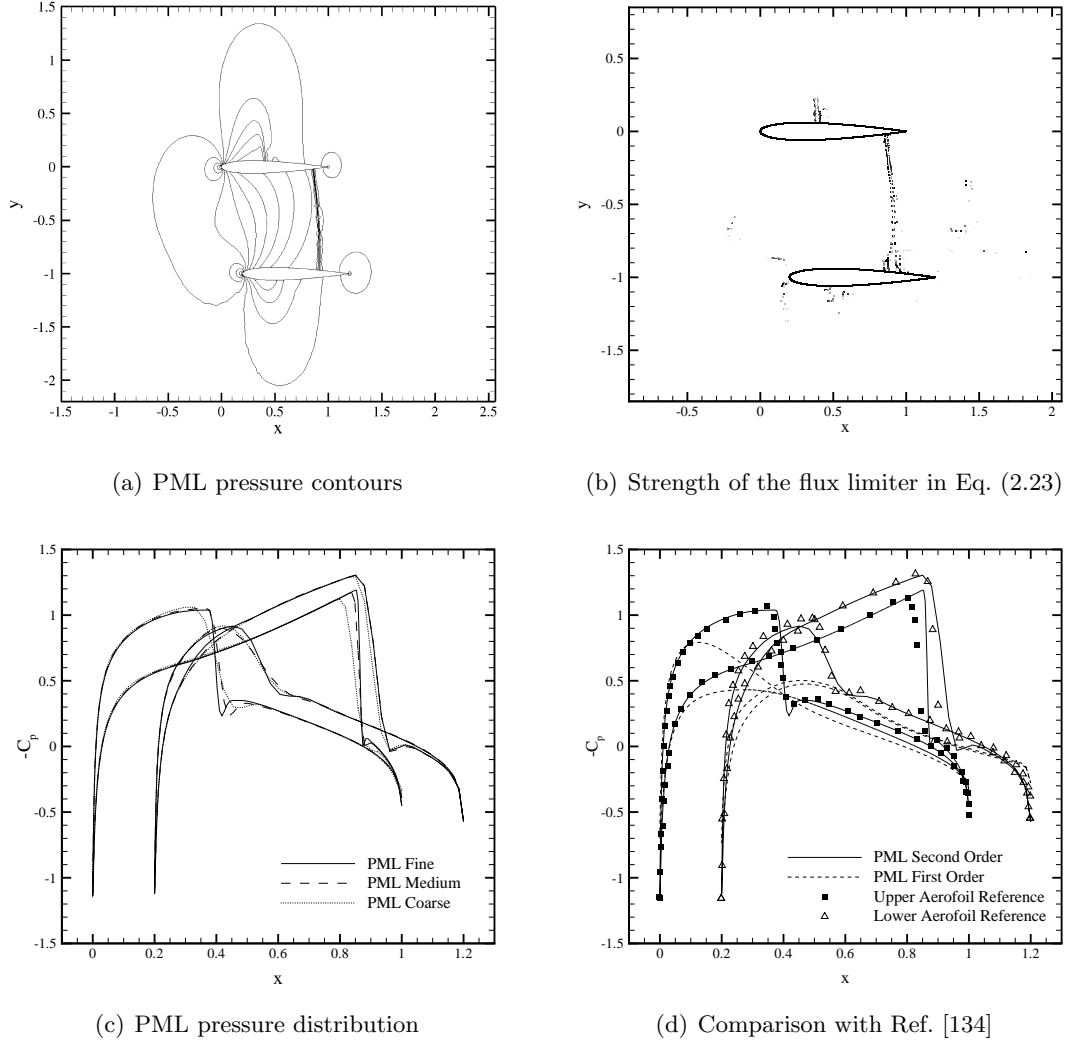 1.5
1
0.5
0
-0.5
-1
-1.5
-2
y
-1.5 -1 -0.5 0 0.5 1 1.5 2 2.5
x
(a) PML pressure contours
0.5
0
-0.5
-1
-1.5
y
-0.5 0 0.5 1 1.5 2
x
(b) Strength of the flux limiter in Eq. (2.23)
1.5
1
0.5
0
-0.5
-1
-1.5
-Cp
PML Fine
PML Medium
PML Coarse
0 0.2 0.4 0.6 0.8 1 1.2
x
(c) PML pressure distribution
1.5
1
0.5
0
-0.5
-1
-1.5
-Cp
PML Second Order
PML First Order
Upper Aerofoil Reference
Lower Aerofoil Reference
0 0.2 0.4 0.6 0.8 1 1.2
x
(d) Comparison with Ref. [134]